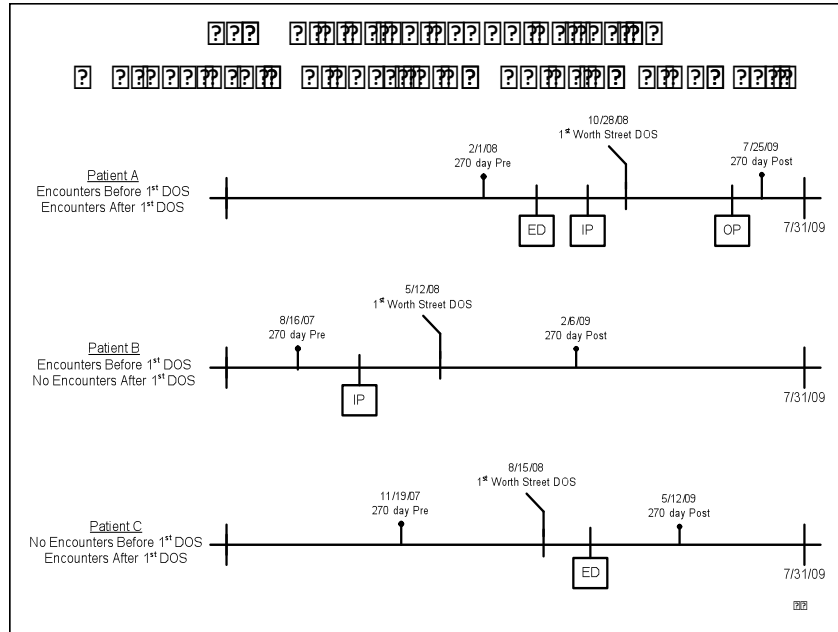 10/28/08
1st Worth Street DOS
2/1/08
270 day Pre
7/25/09
270 day Post
Patient A
Encounters Before 1st DOS
Encounters After 1st DOS
ED
IP
OP
7/31/09
5/12/08
1st Worth Street DOS
8/16/07
270 day Pre
2/6/09
270 day Post
Patient B
Encounters Before 1st DOS
No Encounters After 1st DOS
IP
7/31/09
8/15/08
1st Worth Street DOS
11/19/07
270 day Pre
5/12/09
270 day Post
Patient C
No Encounters Before 1st DOS
Encounters After 1st DOS
ED
7/31/09